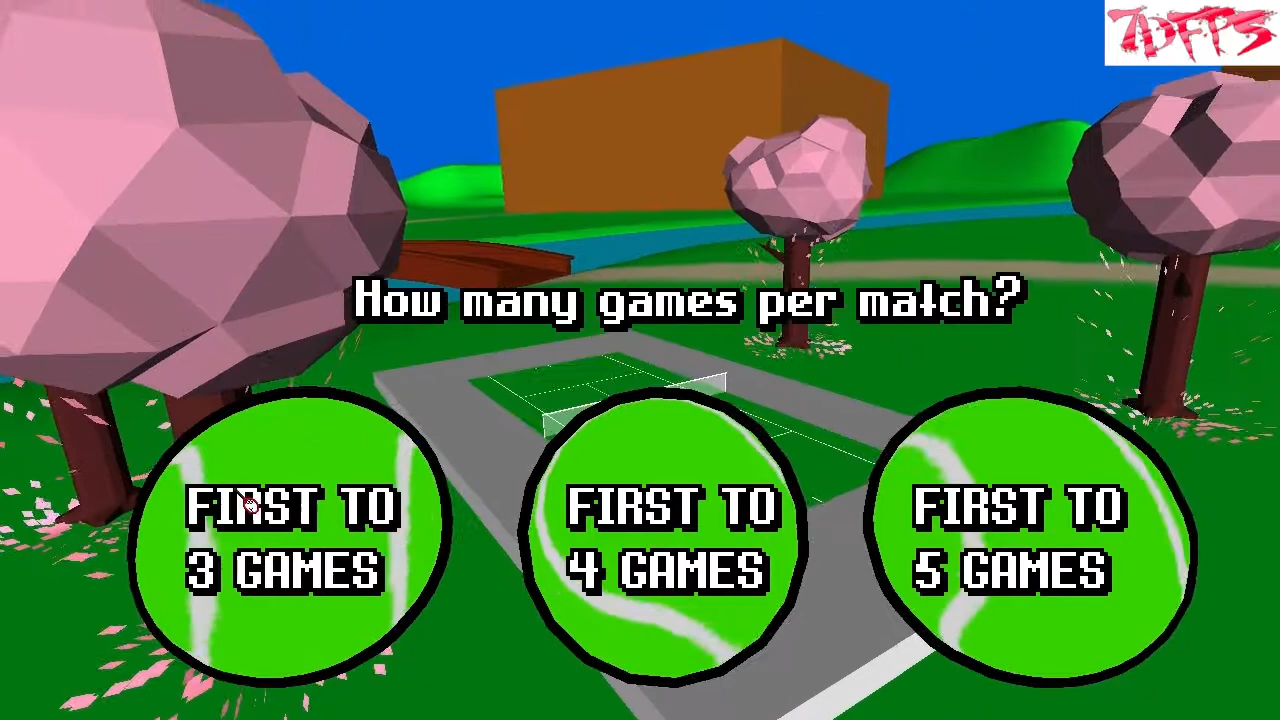 7DFPS
How many games per match?
FIRST TO
3 GAMES
FIRST TO
4 GAMES
FIRST TO
5 GAMES